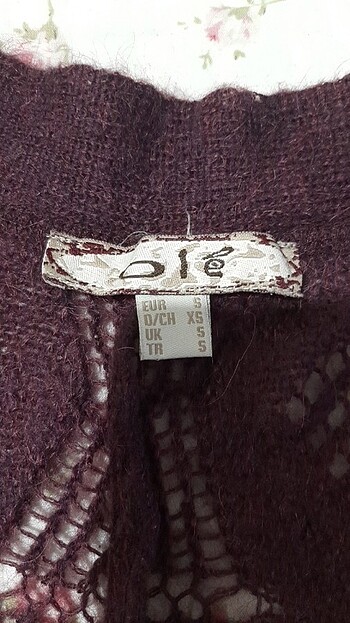 olé
EUR S
D/CH XS
UK S
TR S